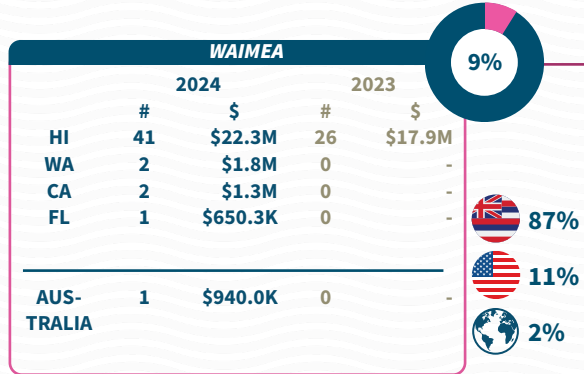 WAIMEA
9%
2024 2023
# $ # $
HI 41 $22.3M 26 $17.9M
WA 2 $1.8M 0 -
CA 2 $1.3M 0 -
FL 1 $650.3K 0 -
87%
11%
AUS- 1 $940.0K 0 -
TRALIA
2%